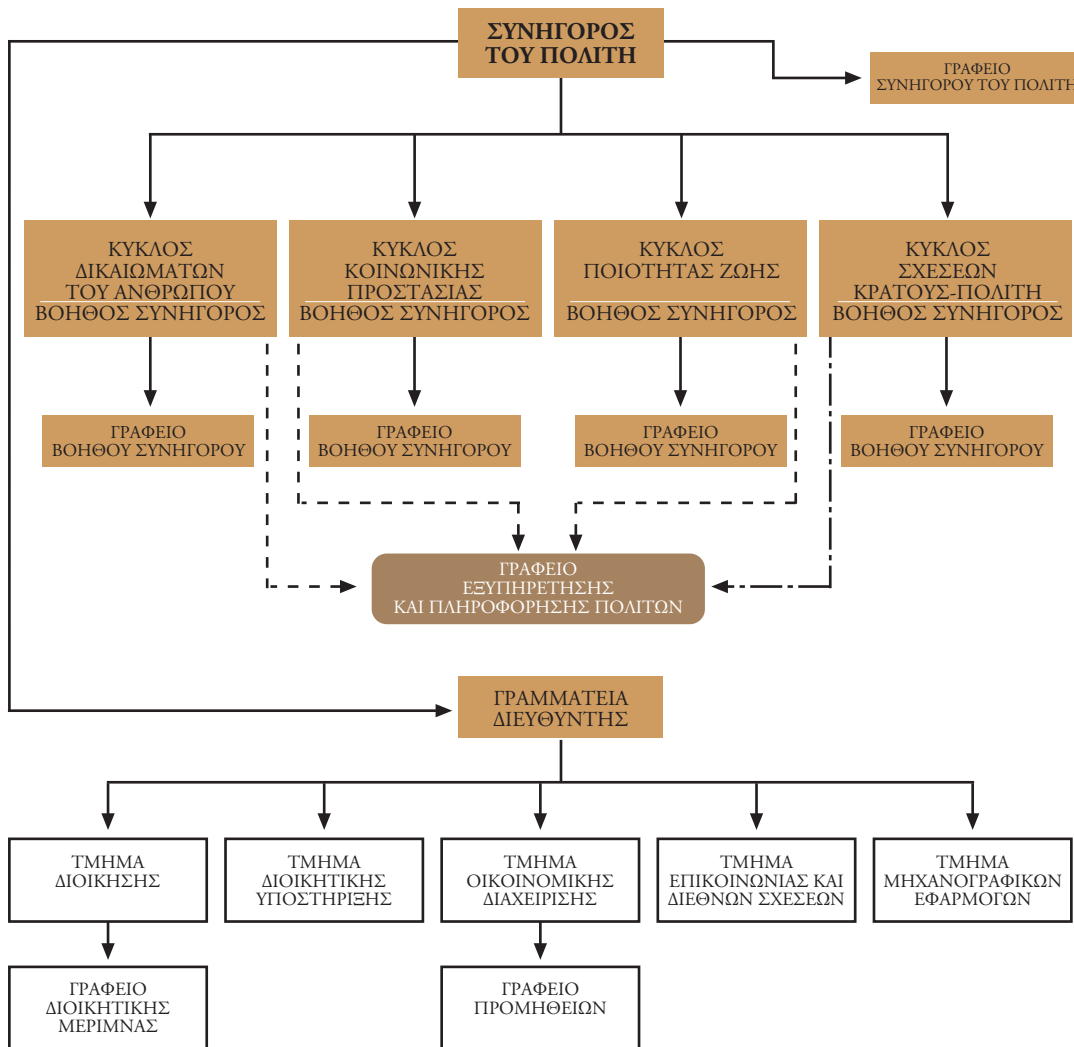 ΣΥΝΗΓΟΡΟΣ
ΤΟΥ ΠΟΛΙΤΗ
ΓΡΑΦΕΙΟ
ΣΥΝΗΓΟΡΟΥ ΤΟΥ ΠΟΛΙΤΗ
ΚΥΚΛΟΣ
ΔΙΚΑΙΩΜΑΤΩΝ
ΤΟΥ ΑΝΘΡΩΠΟΥ
ΒΟΗΘΟΣ ΣΥΝΗΓΟΡΟΣ
ΚΥΚΛΟΣ
ΚΟΙΝΩΝΙΚΗΣ
ΠΡΟΣΤΑΣΙΑΣ
ΒΟΗΘΟΣ ΣΥΝΗΓΟΡΟΣ
ΚΥΚΛΟΣ
ΠΟΙΟΤΗΤΑΣ ΖΩΗΣ
ΒΟΗΘΟΣ ΣΥΝΗΓΟΡΟΣ
ΚΥΚΛΟΣ
ΣΧΕΣΕΩΝ
ΚΡΑΤΟΥΣ-ΠΟΛΙΤΗ
ΒΟΗΘΟΣ ΣΥΝΗΓΟΡΟΣ
ΓΡΑΦΕΙΟ
ΒΟΗΘΟΥ ΣΥΝΗΓΟΡΟΥ
ΓΡΑΦΕΙΟ
ΒΟΗΘΟΥ ΣΥΝΗΓΟΡΟΥ
ΓΡΑΦΕΙΟ
ΒΟΗΘΟΥ ΣΥΝΗΓΟΡΟΥ
ΓΡΑΦΕΙΟ
ΒΟΗΘΟΥ ΣΥΝΗΓΟΡΟΥ
ΓΡΑΦΕΙΟ
ΕΞΥΠΗΡΕΤΗΣΗΣ
ΚΑΙ ΠΛΗΡΟΦΟΡΗΣΗΣ ΠΟΛΙΤΩΝ
ΓΡΑΜΜΑΤΕΙΑ
ΔΙΕΥΘΥΝΤΗΣ
ΤΜΗΜΑ
ΔΙΟΙΚΗΣΗΣ
ΤΜΗΜΑ
ΔΙΟΙΚΗΤΙΚΗΣ
ΥΠΟΣΤΗΡΙΞΗΣ
ΤΜΗΜΑ
ΟΙΚΟΙΝΟΜΙΚΗΣ
ΔΙΑΧΕΙΡΙΣΗΣ
ΤΜΗΜΑ
ΕΠΙΚΟΙΝΩΝΙΑΣ ΚΑΙ
ΔΙΕΘΝΩΝ ΣΧΕΣΕΩΝ
ΤΜΗΜΑ
ΜΗΧΑΝΟΓΡΑΦΙΚΩΝ
ΕΦΑΡΜΟΓΩΝ
ΓΡΑΦΕΙΟ
ΔΙΟΙΚΗΤΙΚΗΣ
ΜΕΡΙΜΝΑΣ
ΓΡΑΦΕΙΟ
ΠΡΟΜΗΘΕΙΩΝ